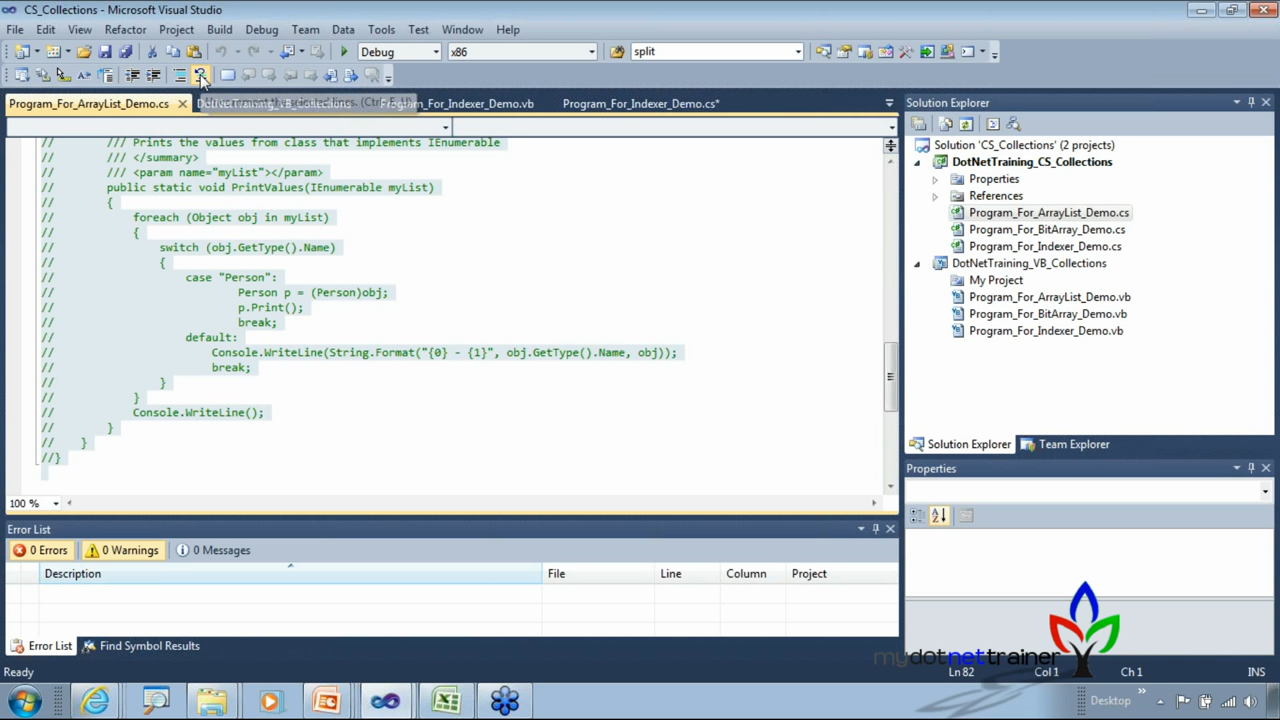 CS_Collections - Microsoft Visual Studio
File Edit View Refactor Project Build Debug Team Data Tools Test Window Help
Debug x86 split
Program_For_ArrayList_Demo.cs Program_For_Indexer_Demo.vb Program_For_Indexer_Demo.cs*
// /// Prints the values from class that implements IEnumerable
// /// </summary>
// /// <param name="myList"></param>
// public static void PrintValues(IEnumerable myList)
// {
// foreach (Object obj in myList)
// {
// switch (obj.GetType().Name)
// {
// case "Person":
// Person p = (Person)obj;
// p.Print();
// break;
// default:
// Console.WriteLine(String.Format("{0} - {1}", obj.GetType().Name, obj));
// break;
// }
// }
// Console.WriteLine();
// }
// }
//}
100 %
Solution Explorer
Solution 'CS_Collections' (2 projects)
DotNetTraining_CS_Collections
Properties
References
Program_For_ArrayList_Demo.cs
Program_For_BitArray_Demo.cs
Program_For_Indexer_Demo.cs
DotNetTraining_VB_Collections
My Project
Program_For_ArrayList_Demo.vb
Program_For_BitArray_Demo.vb
Program_For_Indexer_Demo.vb
Solution Explorer Team Explorer
Properties
Error List
0 Errors 0 Warnings 0 Messages
Description File Line Column Project
Error List Find Symbol Results
mydotnettrainer
Ready Ln 82 Col 1 Ch 1 INS
Desktop